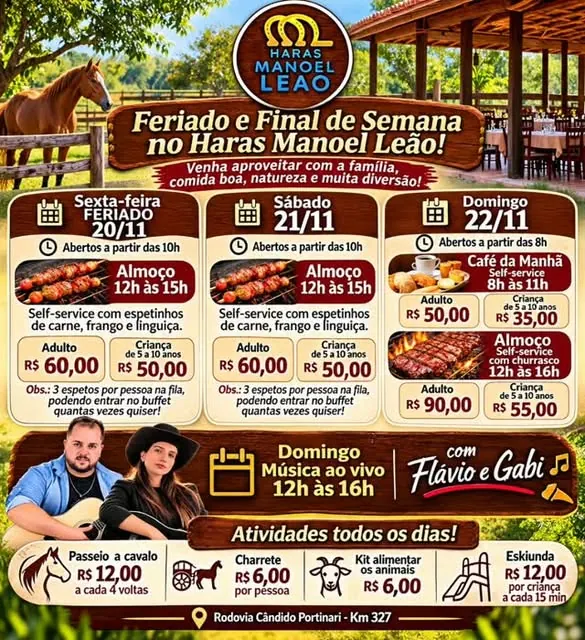 HARAS
MANOEL
LEÃO
Feriado e Final de Semana
no Haras Manoel Leão!
Venha aproveitar com a família,
comida boa, natureza e muita diversão!
Sexta-feira
FERIADO
20/11
Abertos a partir das 10h
Almoço
12h às 15h
Self-service com espetinhos
de carne, frango e linguiça.
Adulto
R$ 60,00
Criança
de 5 a 10 anos
R$ 50,00
Obs.: 3 espetos por pessoa na fila,
podendo entrar no buffet
quantas vezes quiser!
Sábado
21/11
Abertos a partir das 10h
Almoço
12h às 15h
Self-service com espetinhos
de carne, frango e linguiça.
Adulto
R$ 60,00
Criança
de 5 a 10 anos
R$ 50,00
Obs.: 3 espetos por pessoa na fila,
podendo entrar no buffet
quantas vezes quiser!
Domingo
22/11
Abertos a partir das 8h
Café da Manhã
Self-service
8h às 11h
Adulto
R$ 50,00
Criança
de 5 a 10 anos
R$ 35,00
Almoço
Self-service
com churrasco
12h às 16h
Adulto
R$ 90,00
Criança
de 5 a 10 anos
R$ 55,00
Domingo
Música ao vivo
12h às 16h
com
Flávio e Gabi
Atividades todos os dias!
Passeio a cavalo
R$ 12,00
a cada 4 voltas
Charrete
R$ 6,00
por pessoa
Kit alimentar
os animais
R$ 6,00
Eskiunda
R$ 12,00
por criança
a cada 15 min
Rodovia Cândido Portinari - Km 327